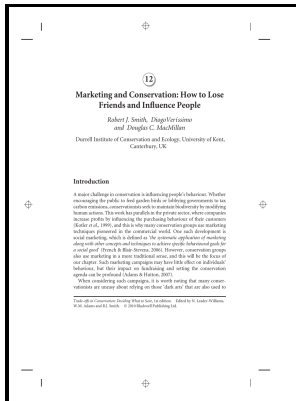 12
Marketing and Conservation: How to Lose
Friends and Influence People
Robert J. Smith, DiogoVeríssimo
and Douglas C. MacMillan
Durrell Institute of Conservation and Ecology, University of Kent,
Canterbury, UK
Introduction
A major challenge in conservation is influencing people's behaviour. Whether
encouraging the public to feed garden birds or lobbying governments to tax
carbon emissions, conservationists seek to maintain biodiversity by modifying
human actions. This work has parallels in the private sector, where companies
increase profits by influencing the purchasing behaviour of their customers
(Kotler et al., 1999), and this is why many conservation groups use marketing
techniques pioneered in the commercial world. One such development is
social marketing, which is defined as 'the systematic application of marketing
along with other concepts and techniques to achieve specific behavioural goals for
a social good' (French & Blair-Stevens, 2006). However, conservation groups
also use marketing in a more traditional sense, and this will be the focus of
our chapter. Such marketing campaigns may have little effect on individuals'
behaviour, but their impact on fundraising and setting the conservation
agenda can be profound (Adams & Hutton, 2007).
When considering such campaigns, it is worth noting that many conser-
vationists are uneasy about relying on those 'dark arts' that are also used to
Trade-offs in Conservation: Deciding What to Save, 1st edition. Edited by N. Leader-Williams,
W.M. Adams and R.J. Smith. © 2010 Blackwell Publishing Ltd.